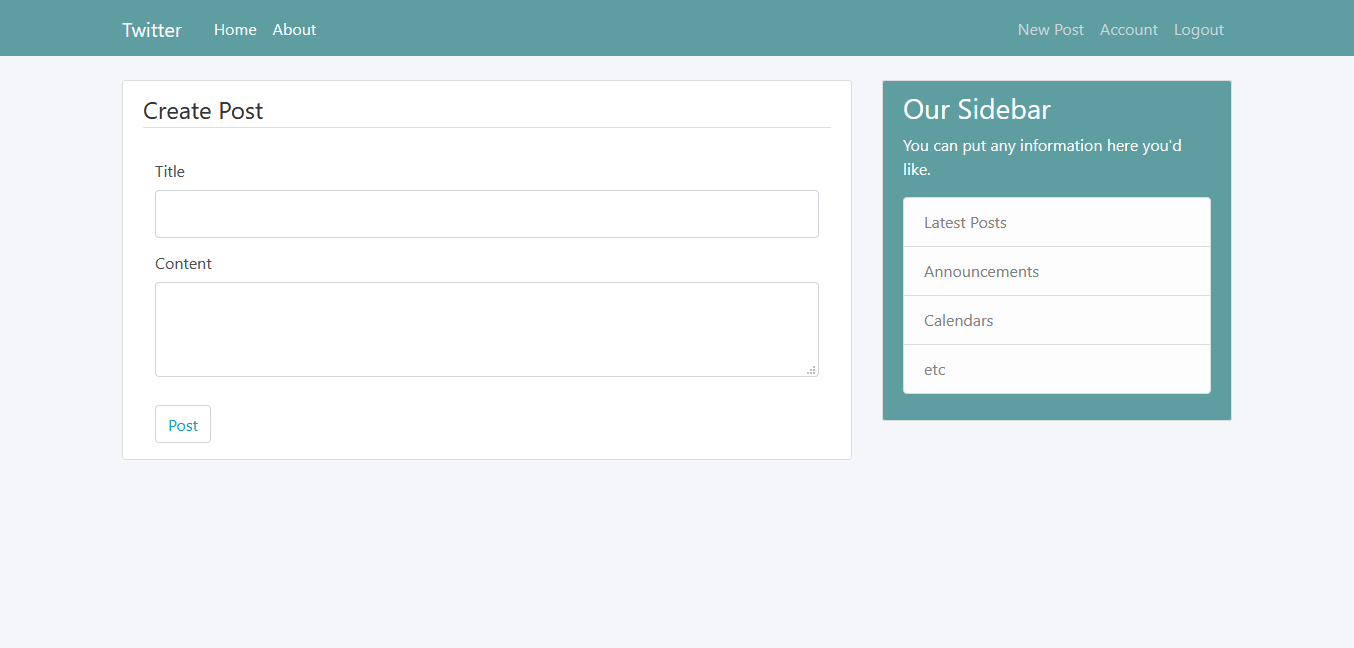 Twitter Home About New Post Account Logout
Create Post
Title
Content
Post
Our Sidebar
You can put any information here you'd
like.
Latest Posts
Announcements
Calendars
etc